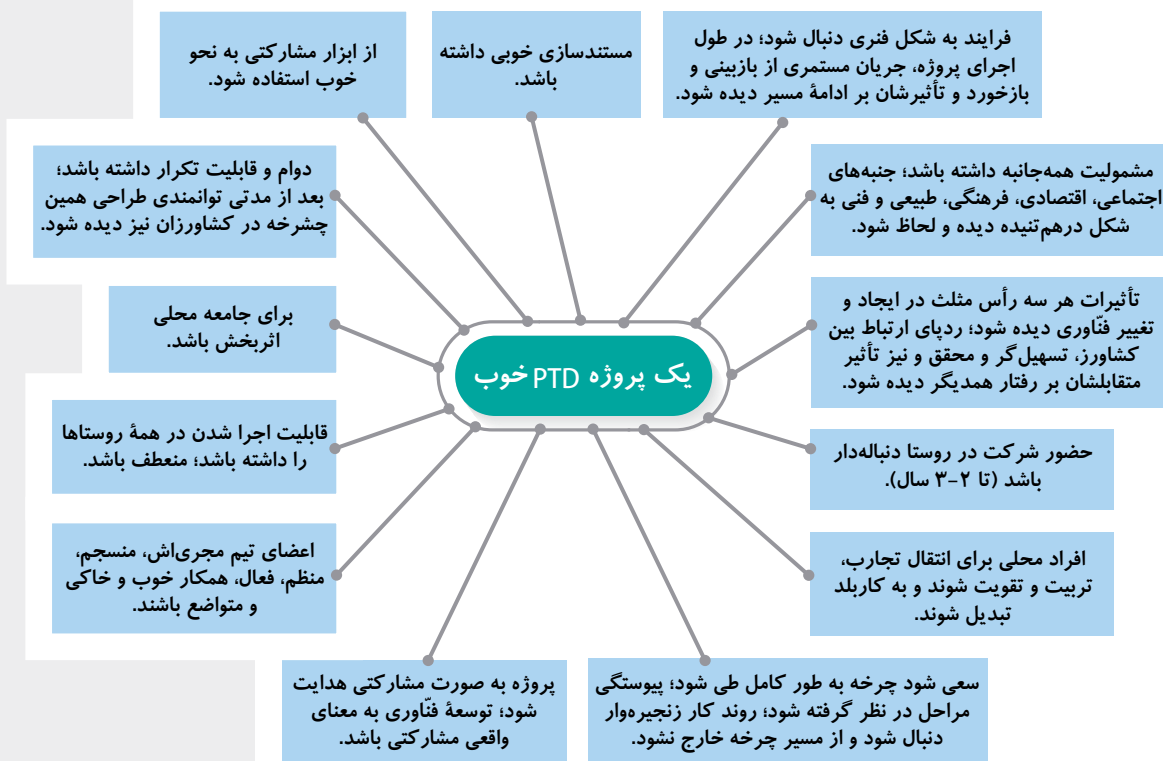 فرایند به شکل فنری دنبال شود؛ در طول
اجرای پروژه، جریان مستمری از بازبینی و
بازخورد و تأثیرشان بر ادامۀ مسیر دیده شود.
مستندسازی خوبی داشته
باشد.
از ابزار مشارکتی به نحو
خوب استفاده شود.
مشمولیت همه‌جانبه داشته باشد؛ جنبه‌های
اجتماعی، اقتصادی، فرهنگی، طبیعی و فنی به
شکل درهم‌تنیده دیده و لحاظ شود.
دوام و قابلیت تکرار داشته باشد؛
بعد از مدتی توانمندی طراحی همین
چشرخه در کشاورزان نیز دیده شود.
تأثیرات هر سه رأس مثلث در ایجاد و
تغییر فنّاوری دیده شود؛ ردپای ارتباط بین
کشاورز، تسهیل‌گر و محقق و نیز تأثیر
متقابلشان بر رفتار همدیگر دیده شود.
برای جامعه محلی
اثربخش باشد.
یک پروژه PTD خوب
حضور شرکت در روستا دنباله‌دار
باشد (تا ۲-۳ سال).
قابلیت اجرا شدن در همۀ روستاها
را داشته باشد؛ منعطف باشد.
افراد محلی برای انتقال تجارب،
تربیت و تقویت شوند و به کاربلد
تبدیل شوند.
اعضای تیم مجری‌اش، منسجم،
منظم، فعال، همکار خوب و خاکی
و متواضع باشند.
سعی شود چرخه به طور کامل طی شود؛ پیوستگی
مراحل در نظر گرفته شود؛ روند کار زنجیره‌وار
دنبال شود و از مسیر چرخه خارج نشود.
پروژه به صورت مشارکتی هدایت
شود؛ توسعۀ فنّاوری به معنای
واقعی مشارکتی باشد.